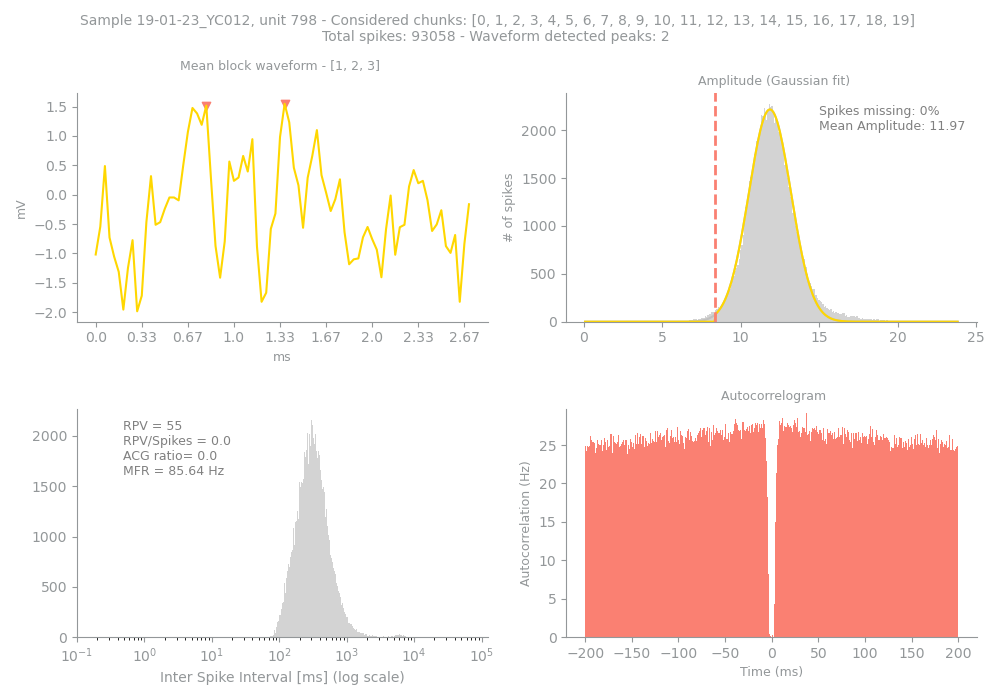 Sample 19-01-23_YC012, unit 798 - Considered chunks: [0, 1, 2, 3, 4, 5, 6, 7, 8, 9, 10, 11, 12, 13, 14, 15, 16, 17, 18, 19]
Total spikes: 93058 - Waveform detected peaks: 2
Mean block waveform - [1, 2, 3]
1.5
1.0
0.5
0.0
−0.5
−1.0
−1.5
−2.0
mV
0.0 0.33 0.67 1.0 1.33 1.67 2.0 2.33 2.67
ms
Amplitude (Gaussian fit)
Spikes missing: 0%
Mean Amplitude: 11.97
2000
1500
1000
500
0
# of spikes
0 5 10 15 20 25
RPV = 55
RPV/Spikes = 0.0
ACG ratio= 0.0
MFR = 85.64 Hz
2000
1500
1000
500
0
10⁻¹ 10⁰ 10¹ 10² 10³ 10⁴ 10⁵
Inter Spike Interval [ms] (log scale)
Autocorrelogram
25
20
15
10
5
0
Autocorrelation (Hz)
−200 −150 −100 −50 0 50 100 150 200
Time (ms)